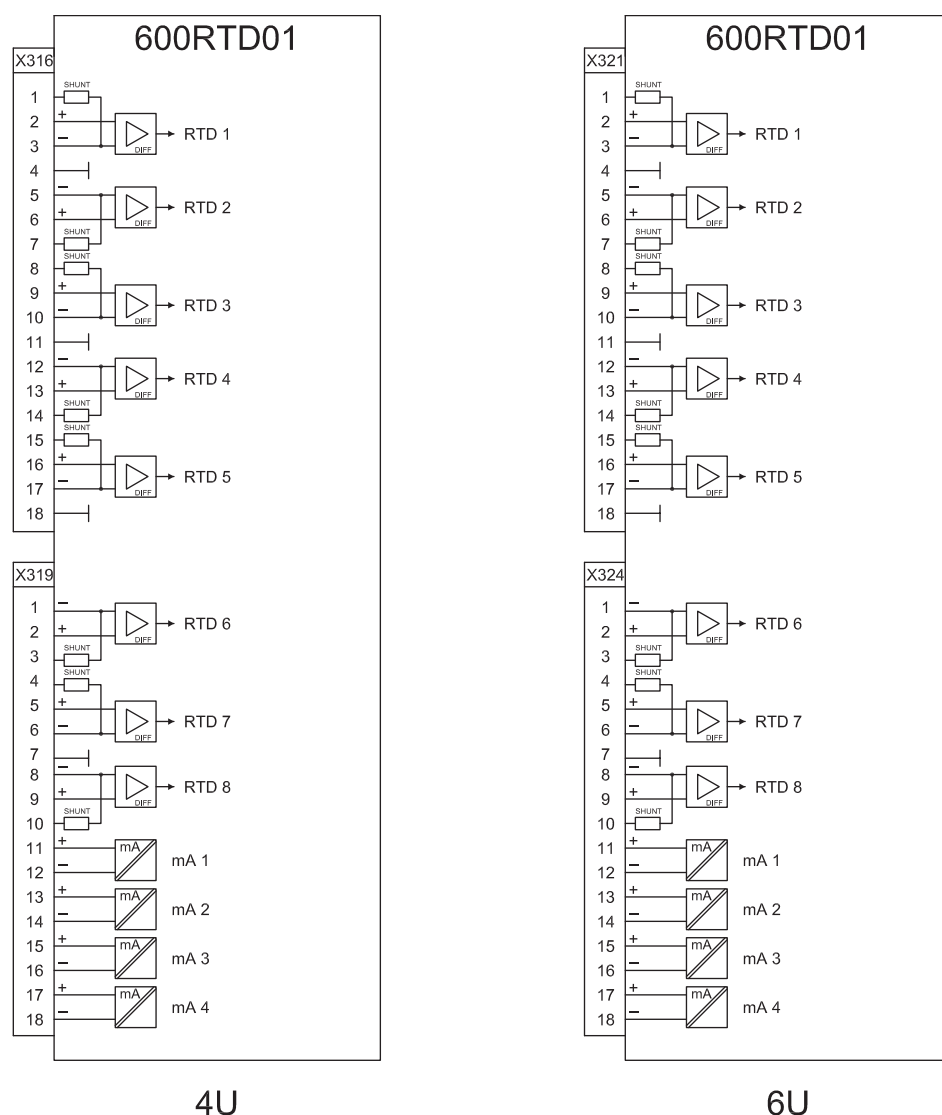 600RTD01
X316
1 SHUNT
2 +
3 − DIFF RTD 1
4
5 −
6 + DIFF RTD 2
7 SHUNT
8 SHUNT
9 +
10 − DIFF RTD 3
11
12 −
13 + DIFF RTD 4
14 SHUNT
15 SHUNT
16 +
17 − DIFF RTD 5
18
X319
1 −
2 + DIFF RTD 6
3 SHUNT
4 SHUNT
5 +
6 − DIFF RTD 7
7
8 −
9 + DIFF RTD 8
10 SHUNT
11 + mA
12 − mA 1
13 + mA
14 − mA 2
15 + mA
16 − mA 3
17 + mA
18 − mA 4
4U
600RTD01
X321
1 SHUNT
2 +
3 − DIFF RTD 1
4
5 −
6 + DIFF RTD 2
7 SHUNT
8 SHUNT
9 +
10 − DIFF RTD 3
11
12 −
13 + DIFF RTD 4
14 SHUNT
15 SHUNT
16 +
17 − DIFF RTD 5
18
X324
1 −
2 + DIFF RTD 6
3 SHUNT
4 SHUNT
5 +
6 − DIFF RTD 7
7
8 −
9 + DIFF RTD 8
10 SHUNT
11 + mA
12 − mA 1
13 + mA
14 − mA 2
15 + mA
16 − mA 3
17 + mA
18 − mA 4
6U